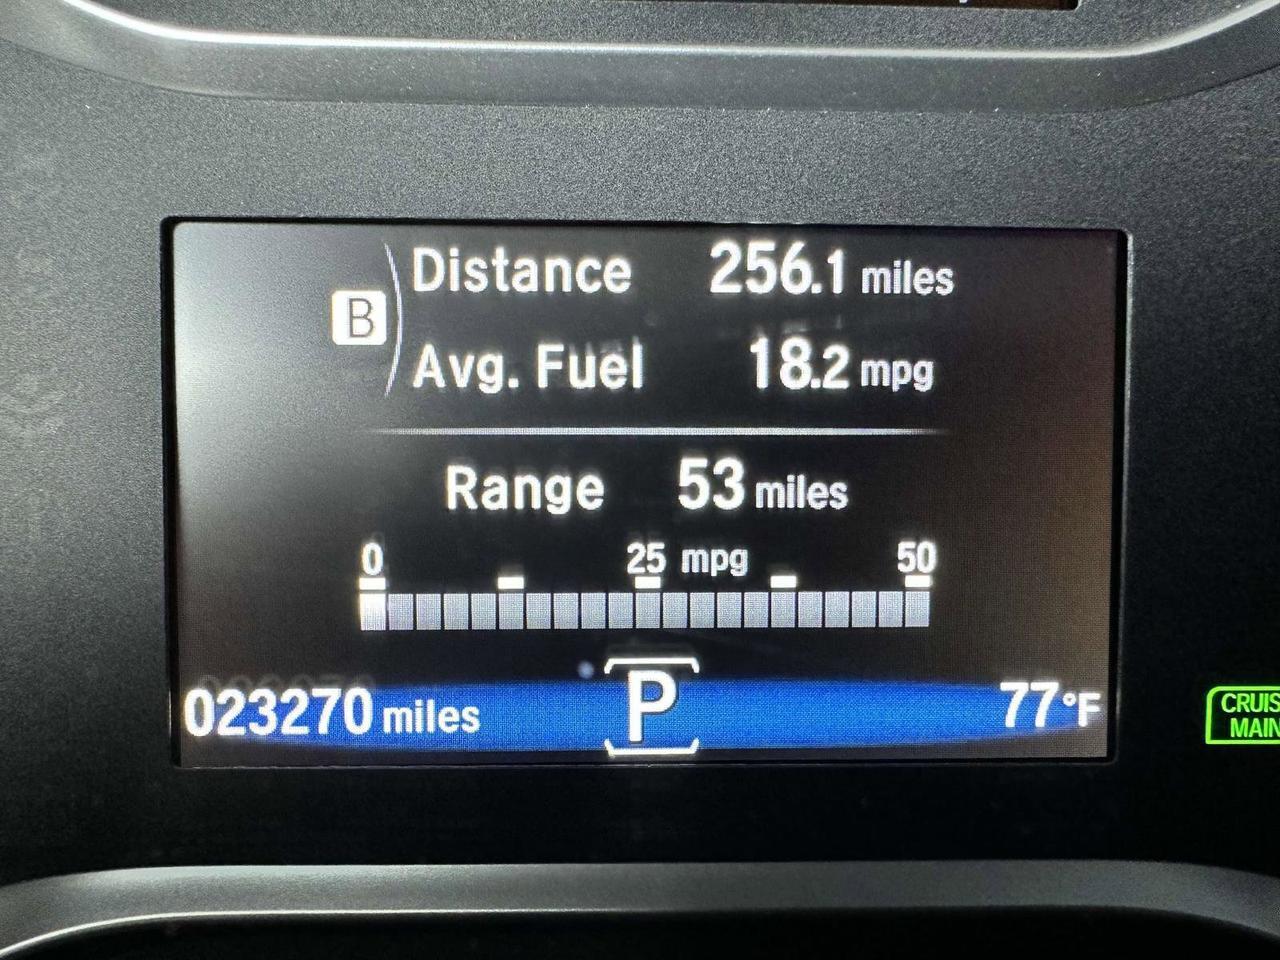 B
Distance 256.1 miles
Avg. Fuel 18.2 mpg
Range 53 miles
0 25 mpg 50
023270 miles P 77°F
CRUIS
MAIN